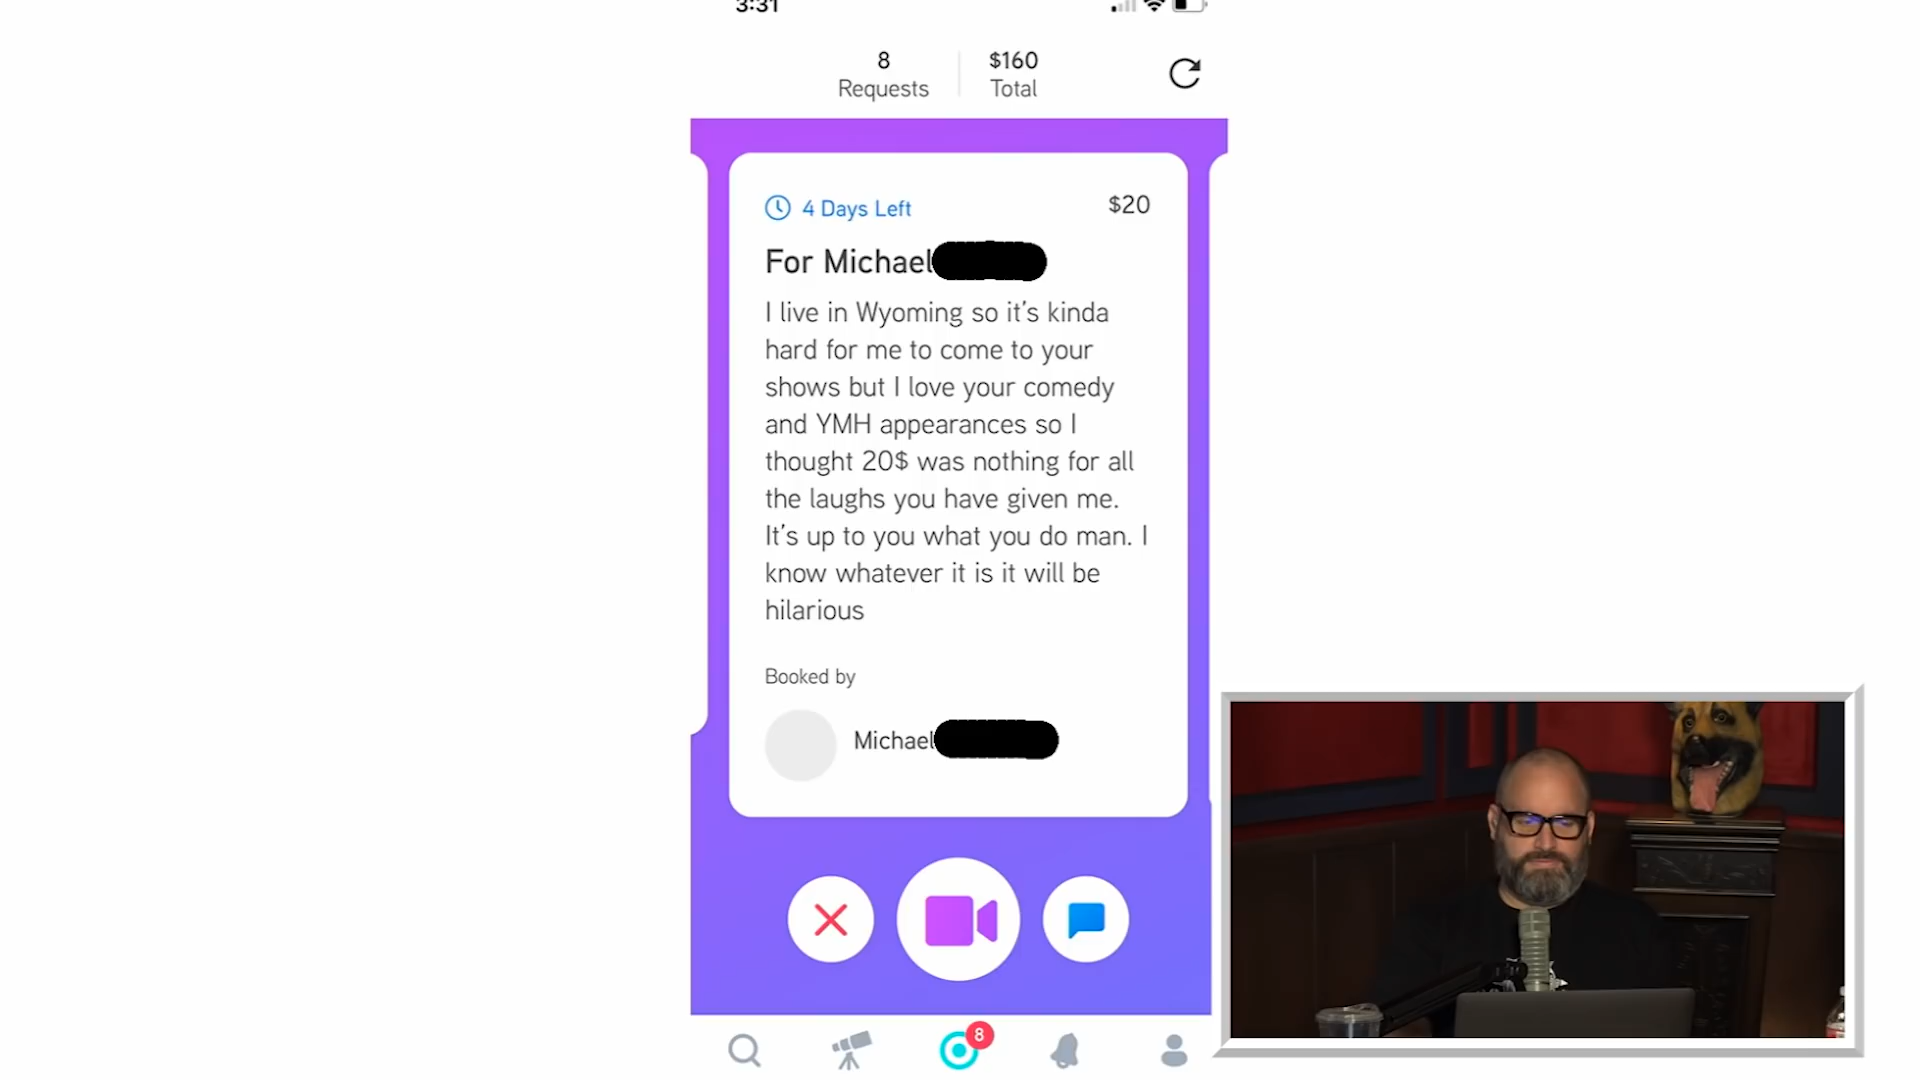 3:31
8
Requests
$160
Total
4 Days Left
$20
For Michael
I live in Wyoming so it's kinda
hard for me to come to your
shows but I love your comedy
and YMH appearances so I
thought 20$ was nothing for all
the laughs you have given me.
It's up to you what you do man. I
know whatever it is it will be
hilarious
Booked by
Michael
8